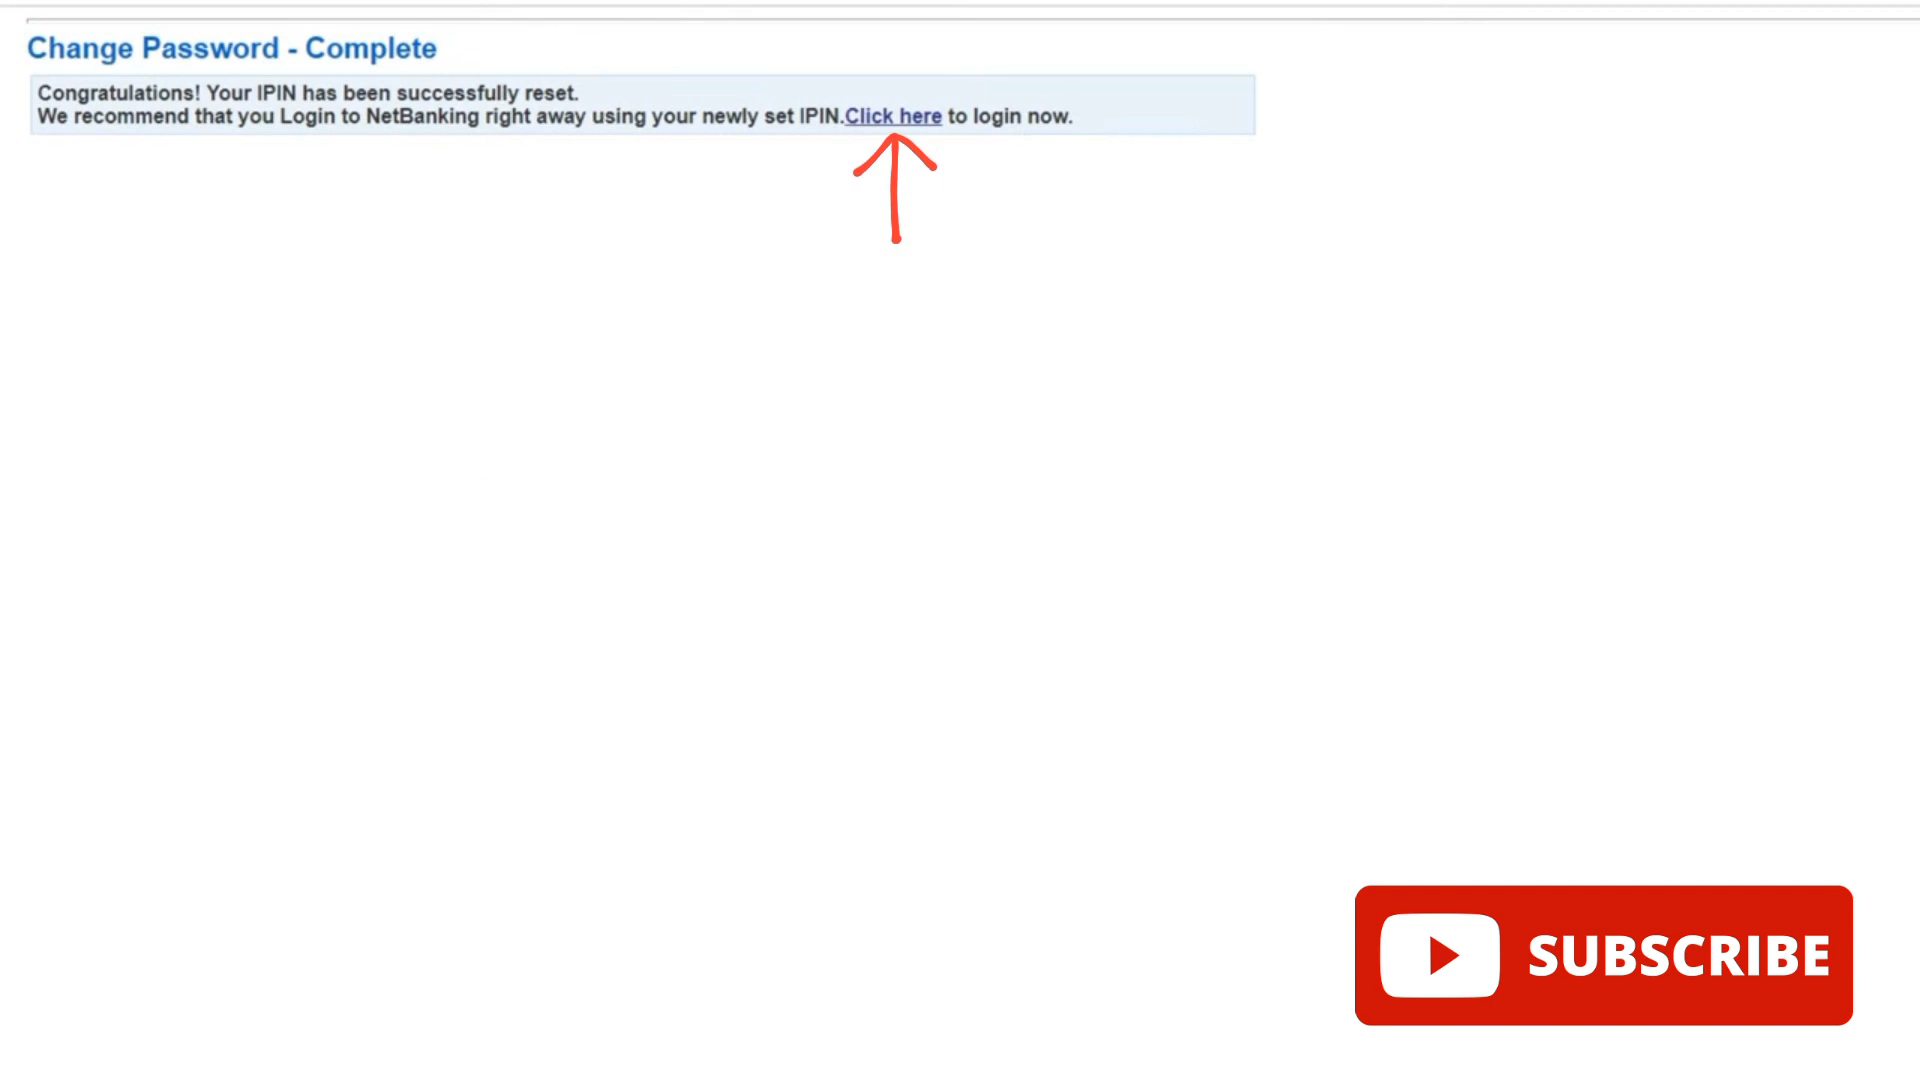 Change Password - Complete
Congratulations! Your IPIN has been successfully reset.
We recommend that you Login to NetBanking right away using your newly set IPIN.Click here to login now.
SUBSCRIBE